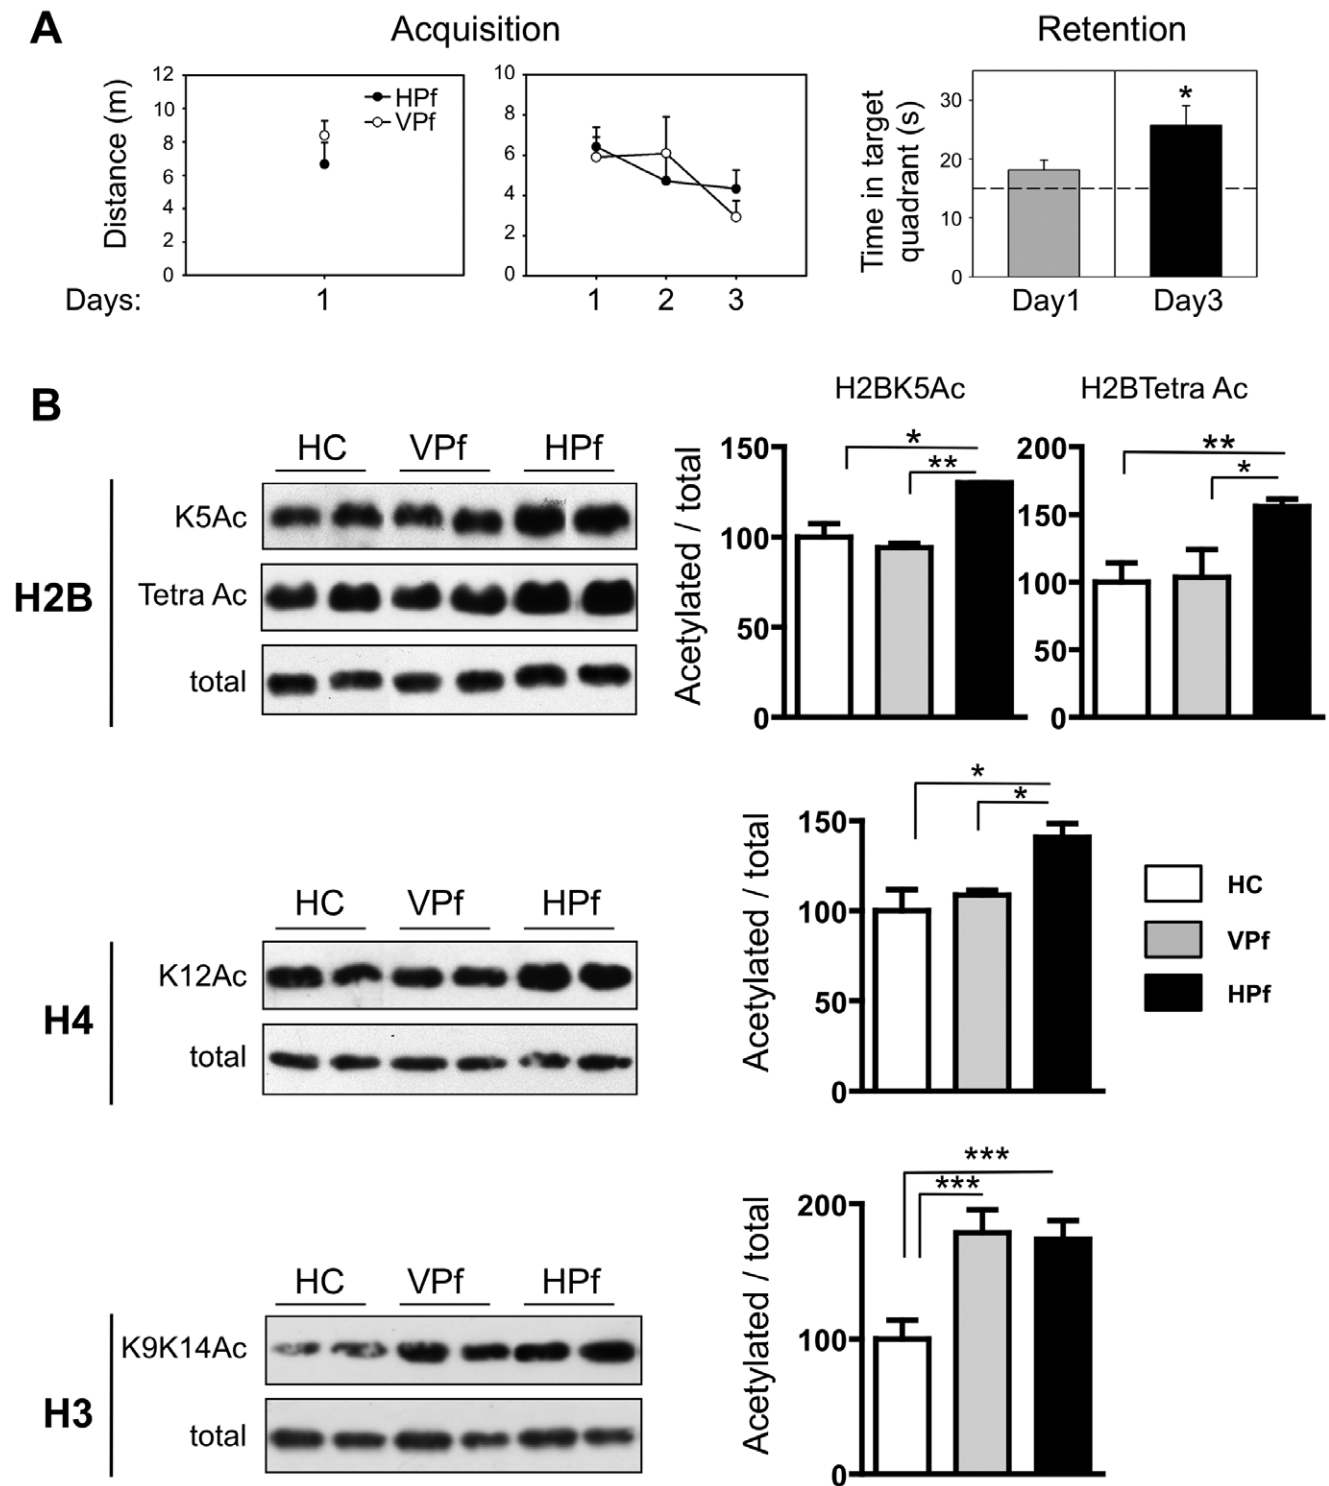 A
Acquisition
Retention
Distance (m)
12
10
8
6
4
2
0
HPf
VPf
10
8
6
4
2
0
Days:
1
1 2 3
Time in target
quadrant (s)
30
20
10
0
*
Day1 Day3
B
HC VPf HPf
H2B
K5Ac
Tetra Ac
total
H2BK5Ac
Acetylated / total
150
100
50
0
*
**
H2BTetra Ac
200
150
100
50
0
**
*
HC VPf HPf
H4
K12Ac
total
Acetylated / total
150
100
50
0
*
*
HC
VPf
HPf
HC VPf HPf
H3
K9K14Ac
total
Acetylated / total
200
100
0
***
***